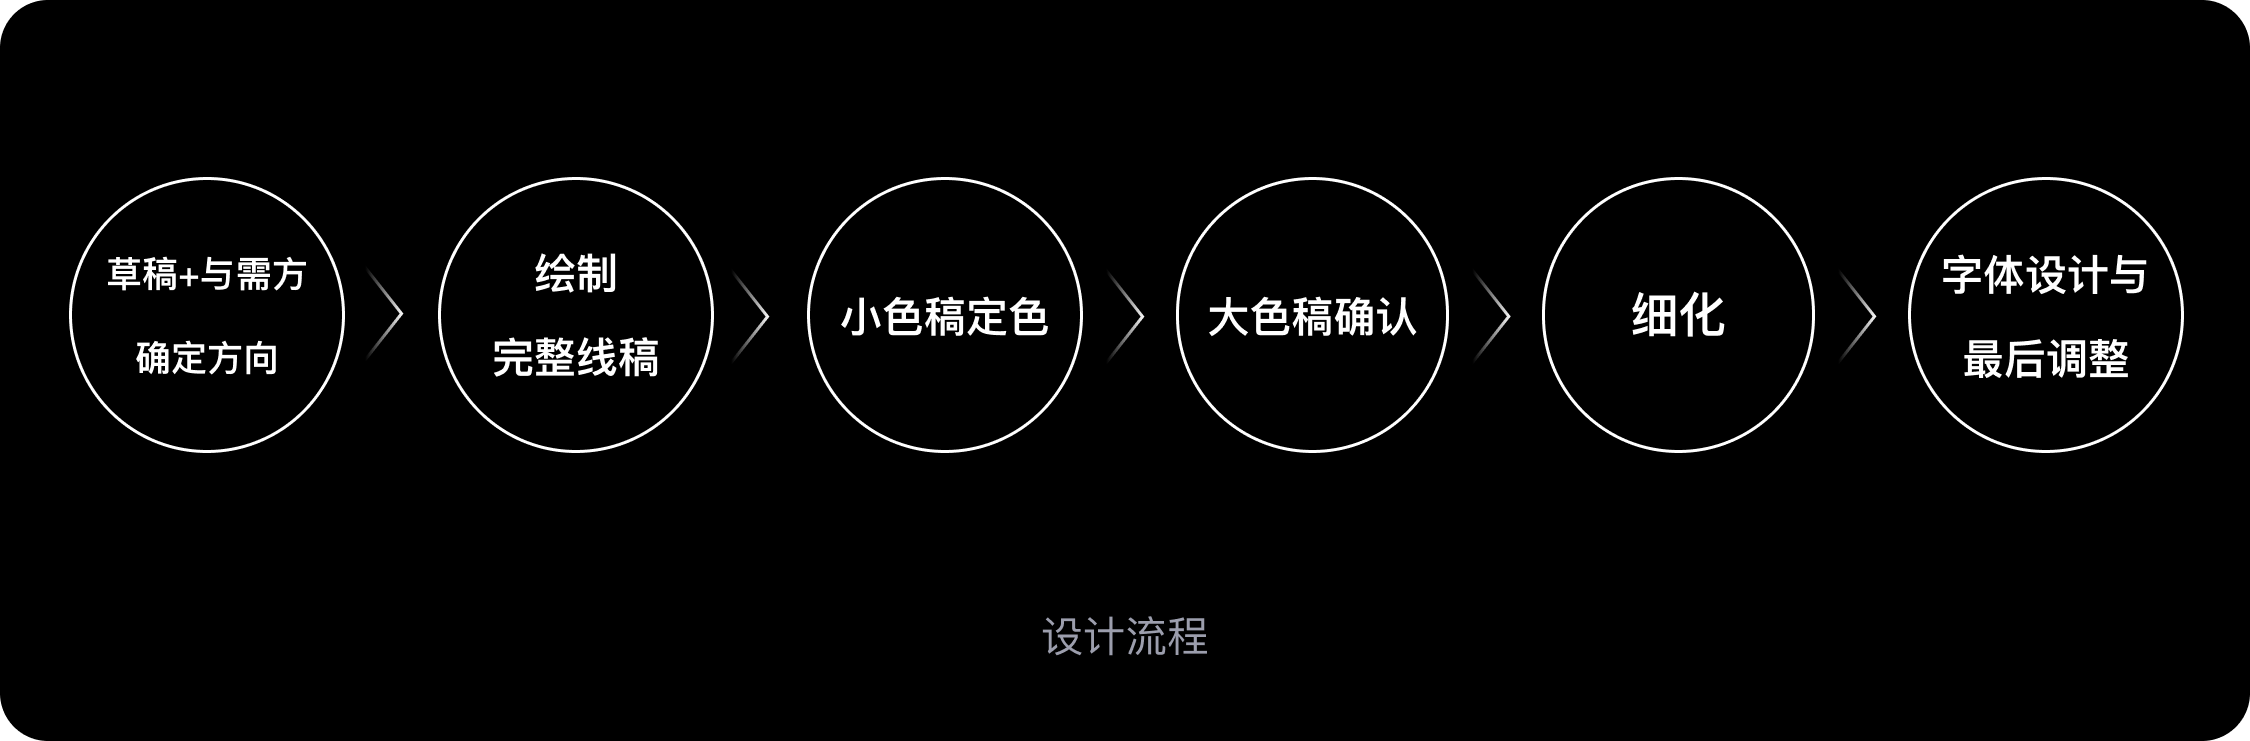 草稿+与需方
确定方向
绘制
完整线稿
小色稿定色
大色稿确认
细化
字体设计与
最后调整
设计流程